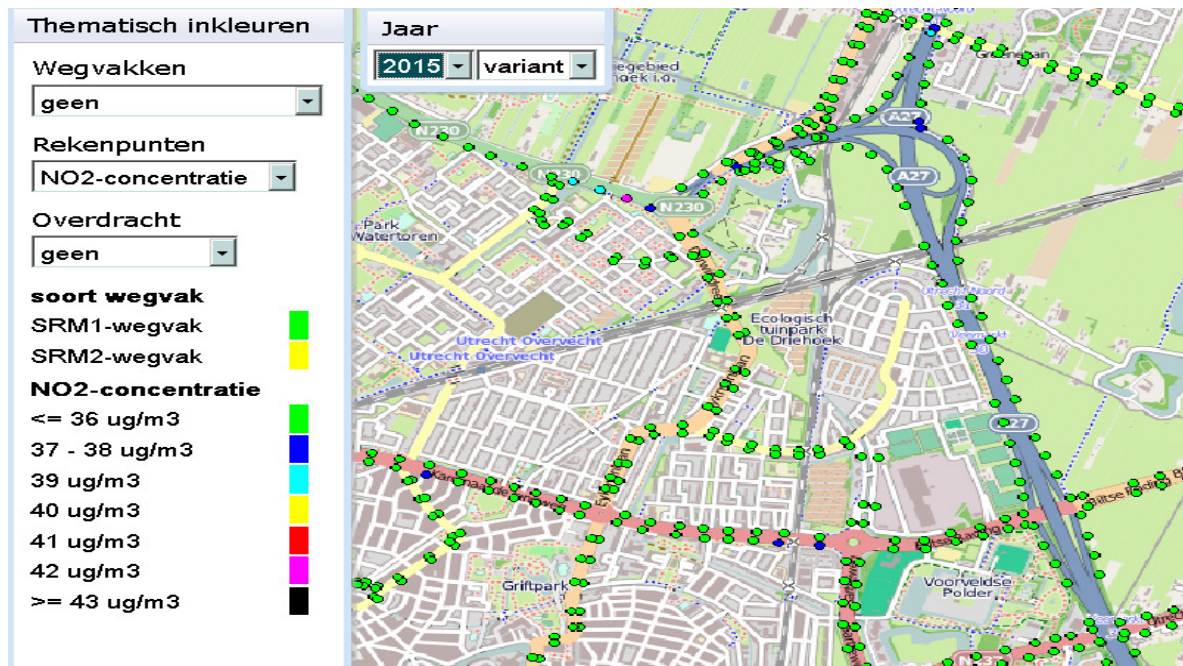 Thematisch inkleuren
Wegvakken
geen
Rekenpunten
NO2-concentratie
Overdracht
geen
soort wegvak
SRM1-wegvak
SRM2-wegvak
NO2-concentratie
<= 36 ug/m3
37 - 38 ug/m3
39 ug/m3
40 ug/m3
41 ug/m3
42 ug/m3
>= 43 ug/m3
Jaar
2015 variant
N230
N230
N230
A27
A27
A27
Park
Watertoren
Utrecht Overvecht
Utrecht Overvecht
Ecologisch
tuinpark
De Driehoek
Utrecht Noord
31
Griftpark
Voorveldse
Polder